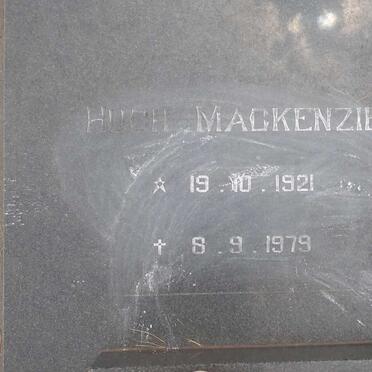 HUGH MACKENZIE
☆ 19.10.1921
✝ 8.9.1979